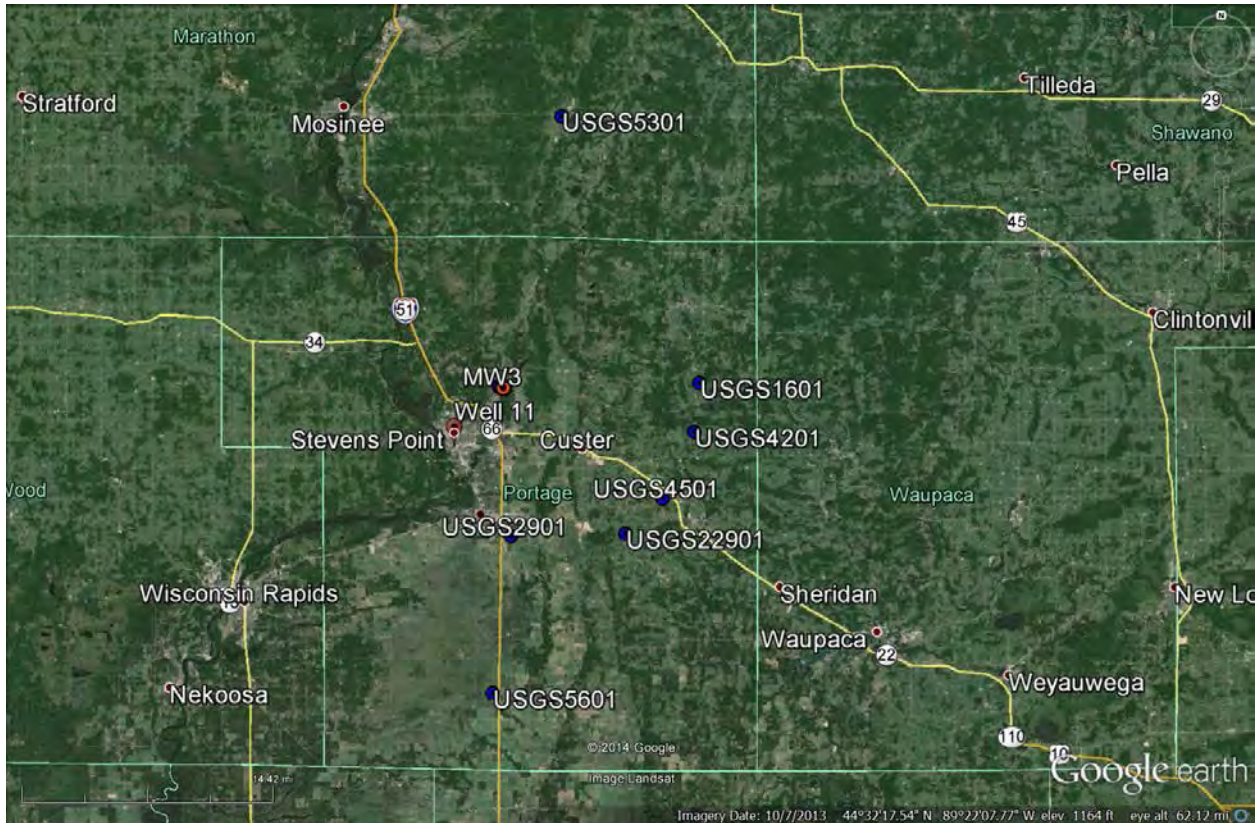 Marathon
Stratford
Mosinee
USGS5301
Tilleda
29
Shawano
Pella
45
51
34
Clintonvil
MW3
USGS1601
Well 11
66
Stevens Point
Custer
USGS4201
Wood
Portage
USGS4501
Waupaca
USGS2901
USGS22901
Wisconsin Rapids
Sheridan
New Lo
Waupaca
22
Nekoosa
USGS5601
Weyauwega
110
10
© 2014 Google
Image Landsat
14.42 mi
Google earth
Imagery Date: 10/7/2013 44°32'17.54" N 89°22'07.77" W elev 1164 ft eye alt 62.12 mi
N